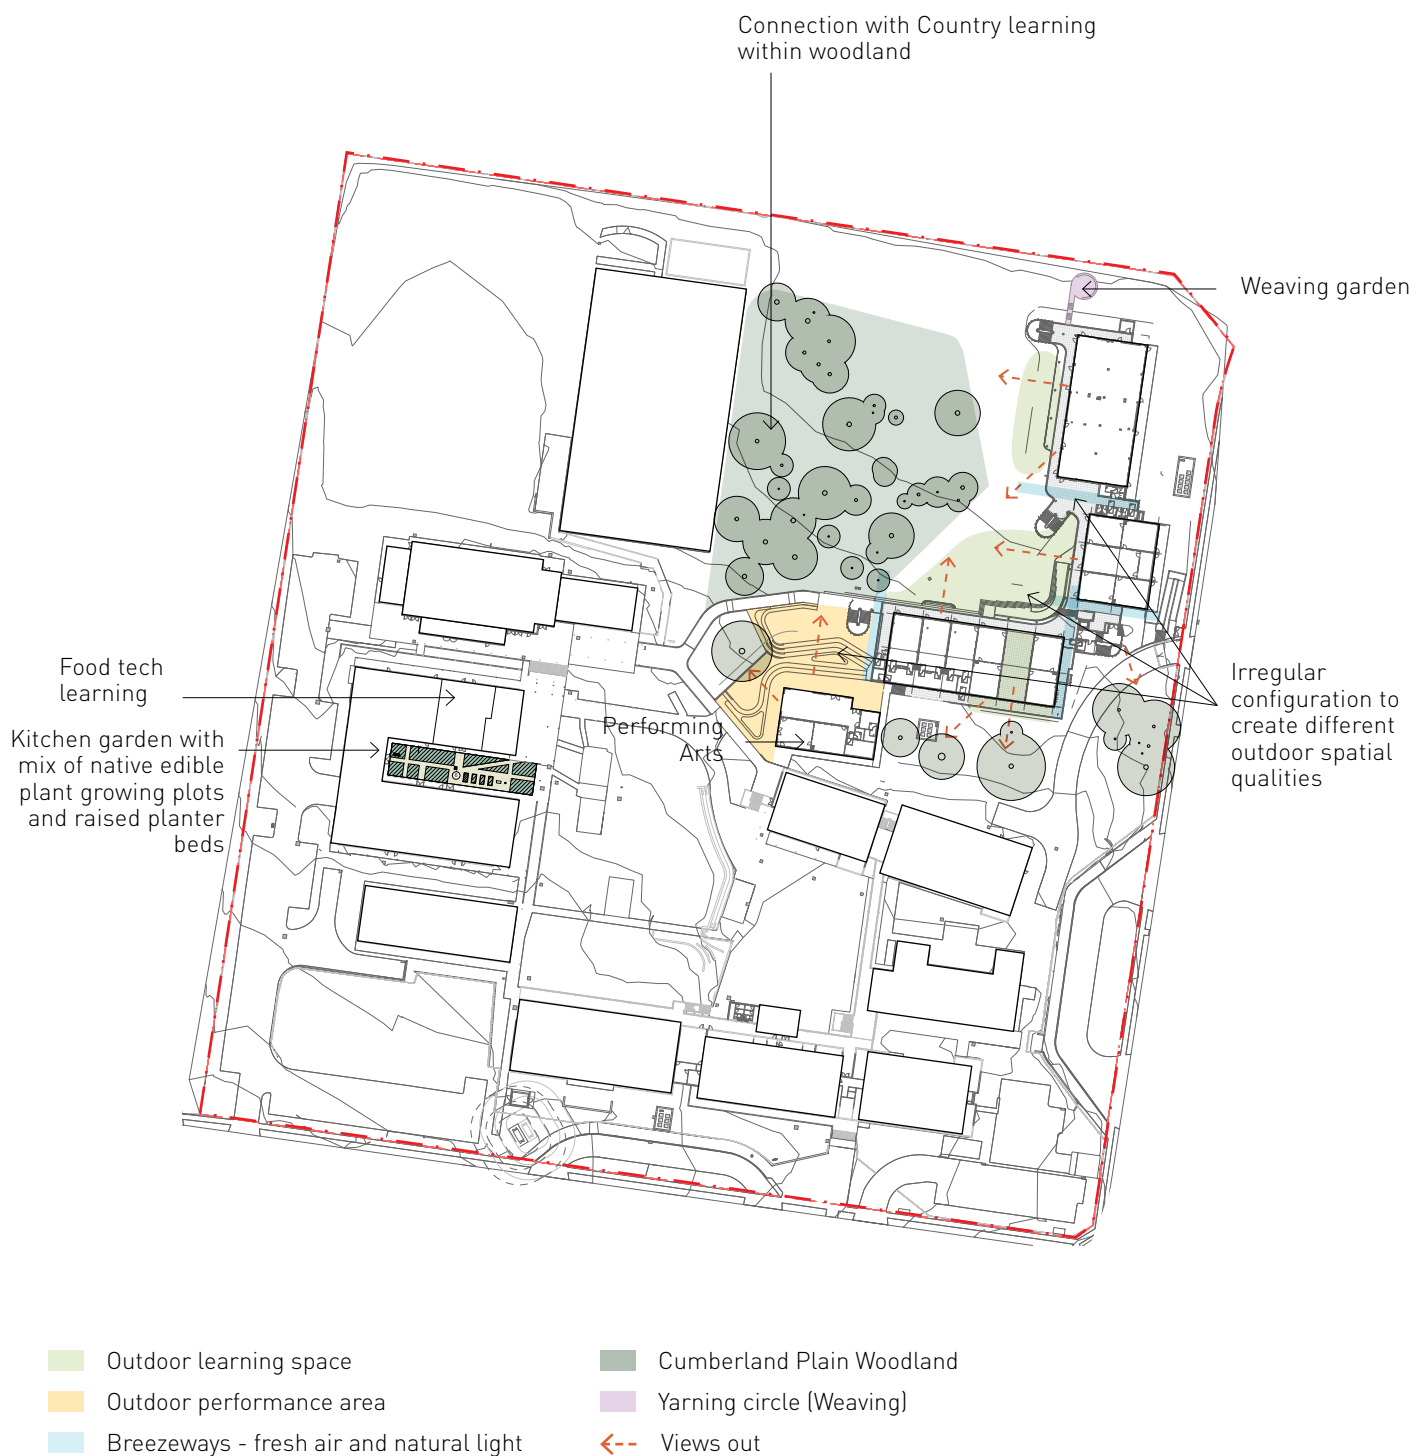 Connection with Country learning
within woodland
Weaving garden
Food tech
learning
Kitchen garden with
mix of native edible
plant growing plots
and raised planter
beds
Performing
Arts
Irregular
configuration to
create different
outdoor spatial
qualities
Outdoor learning space
Outdoor performance area
Breezeways - fresh air and natural light
Cumberland Plain Woodland
Yarning circle (Weaving)
Views out